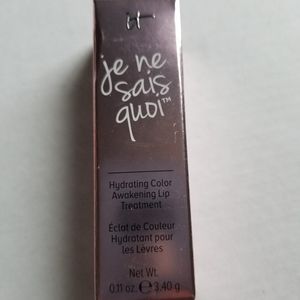 iT
je ne
sais
quoi™
Hydrating Color
Awakening Lip
Treatment
Éclat de Couleur
Hydratant pour
les Lèvres
Net Wt.
0.11 oz. ℮ 3.40 g